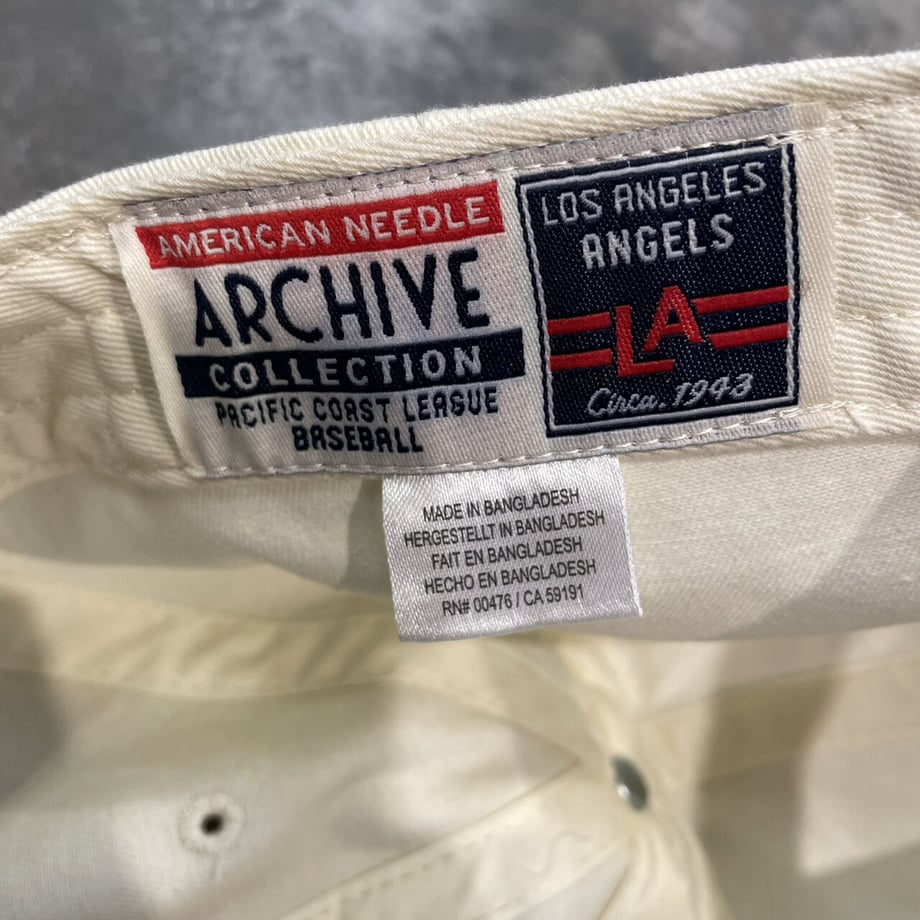 AMERICAN NEEDLE
ARCHIVE
COLLECTION
PACIFIC COAST LEAGUE
BASEBALL
LOS ANGELES
ANGELS
LA
Circa. 1943
MADE IN BANGLADESH
HERGESTELLT IN BANGLADESH
FAIT EN BANGLADESH
HECHO EN BANGLADESH
RN# 00476 / CA 59191